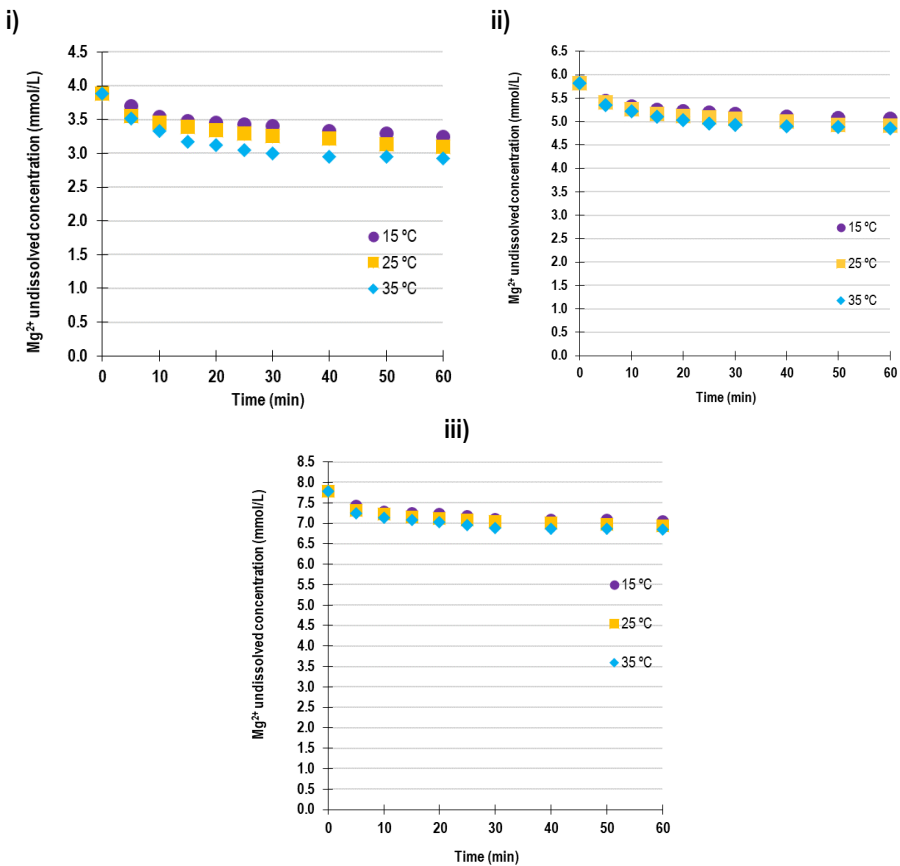 i)
Mg²⁺ undissolved concentration (mmol/L)
4.5
4.0
3.5
3.0
2.5
2.0
1.5
1.0
0.5
0.0
0 10 20 30 40 50 60
Time (min)
15 ºC
25 ºC
35 ºC
ii)
Mg²⁺ undissolved concentration (mmol/L)
6.5
6.0
5.5
5.0
4.5
4.0
3.5
3.0
2.5
2.0
1.5
1.0
0.5
0.0
0 10 20 30 40 50 60
Time (min)
15 ºC
25 ºC
35 ºC
iii)
Mg²⁺ undissolved concentration (mmol/L)
8.5
8.0
7.5
7.0
6.5
6.0
5.5
5.0
4.5
4.0
3.5
3.0
2.5
2.0
1.5
1.0
0.5
0.0
0 10 20 30 40 50 60
Time (min)
15 ºC
25 ºC
35 ºC